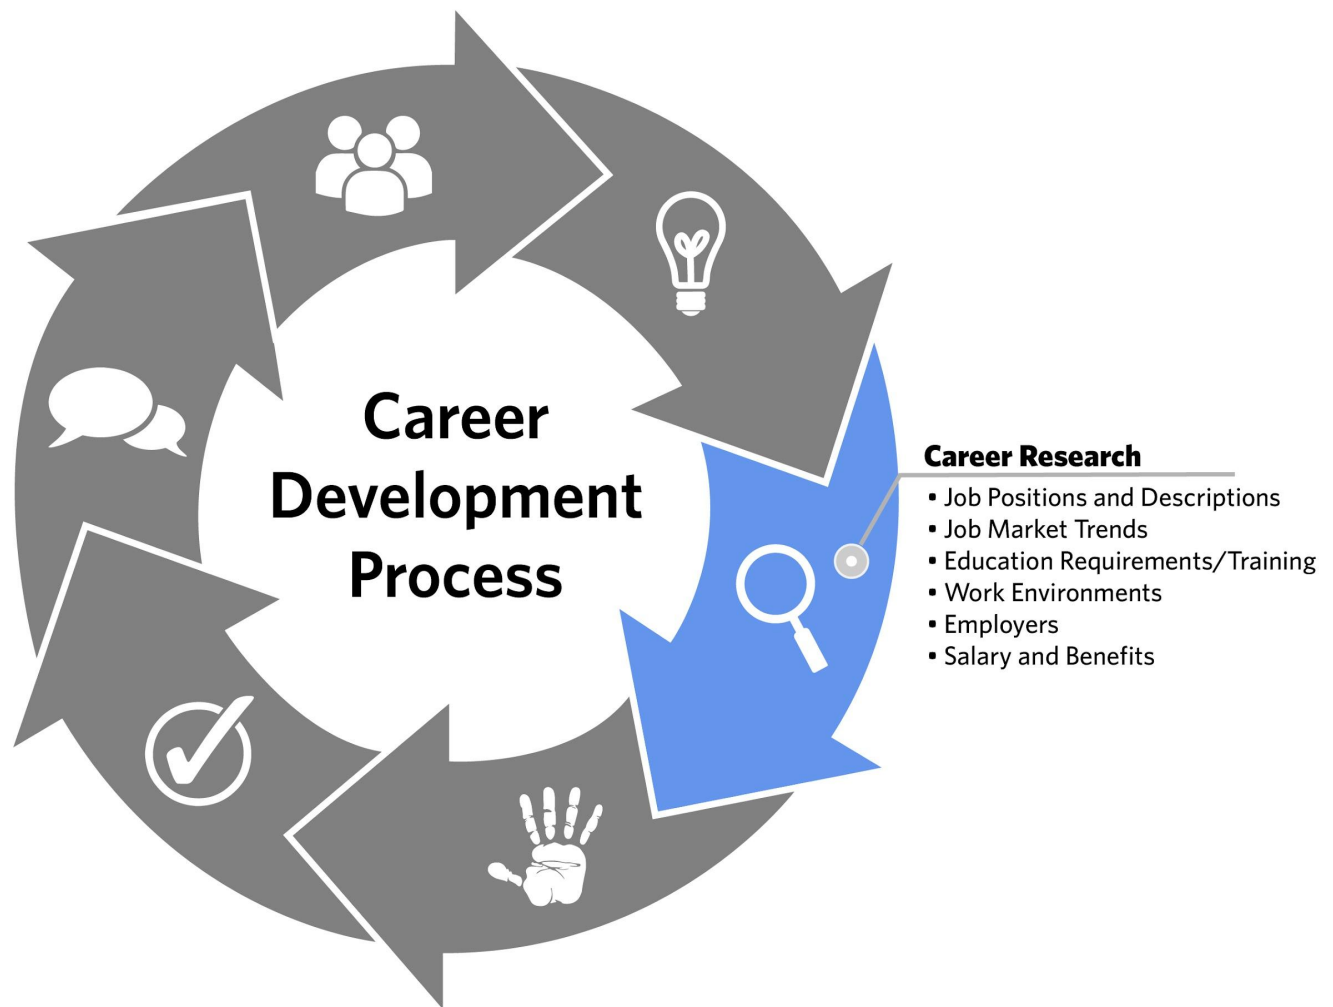 Career
Development
Process
Career Research
▪ Job Positions and Descriptions
▪ Job Market Trends
▪ Education Requirements/Training
▪ Work Environments
▪ Employers
▪ Salary and Benefits